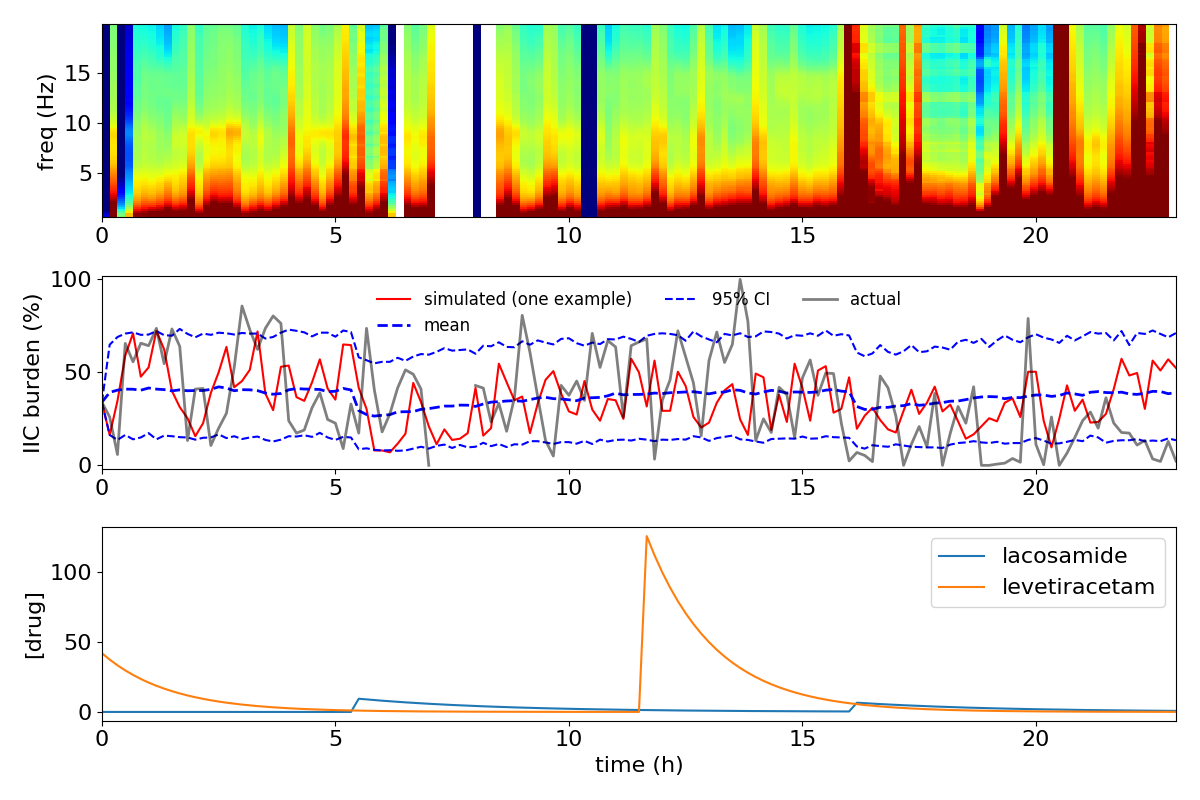 freq (Hz)
15
10
5
0 5 10 15 20
IIC burden (%)
100
50
0
simulated (one example) 95% CI actual
mean
0 5 10 15 20
[drug]
100
50
0
lacosamide
levetiracetam
0 5 10 15 20
time (h)